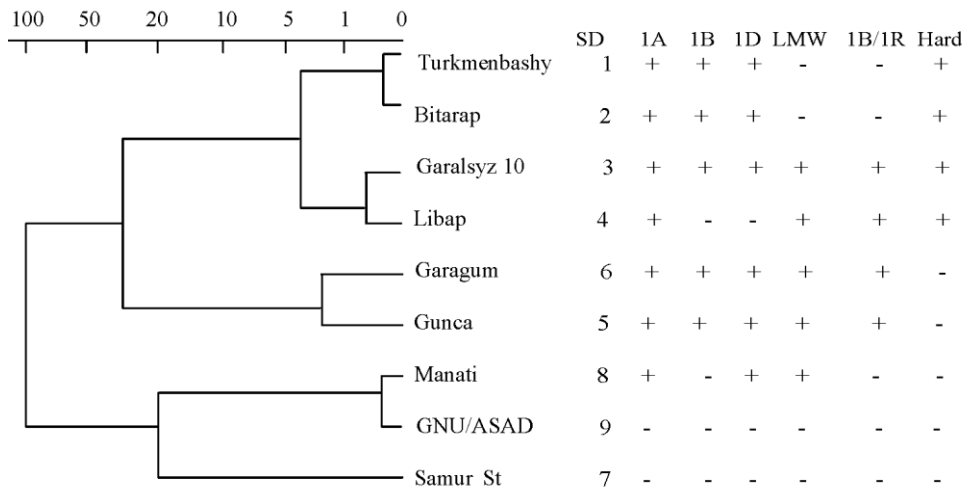 100 50 20 10 5 1 0
SD 1A 1B 1D LMW 1B/1R Hard
Turkmenbashy 1 + + + - - +
Bitarap 2 + + + - - +
Garalsyz 10 3 + + + + + +
Libap 4 + - - + + +
Garagum 6 + + + + + -
Gunca 5 + + + + + -
Manati 8 + - + + - -
GNU/ASAD 9 - - - - - -
Samur St 7 - - - - - -